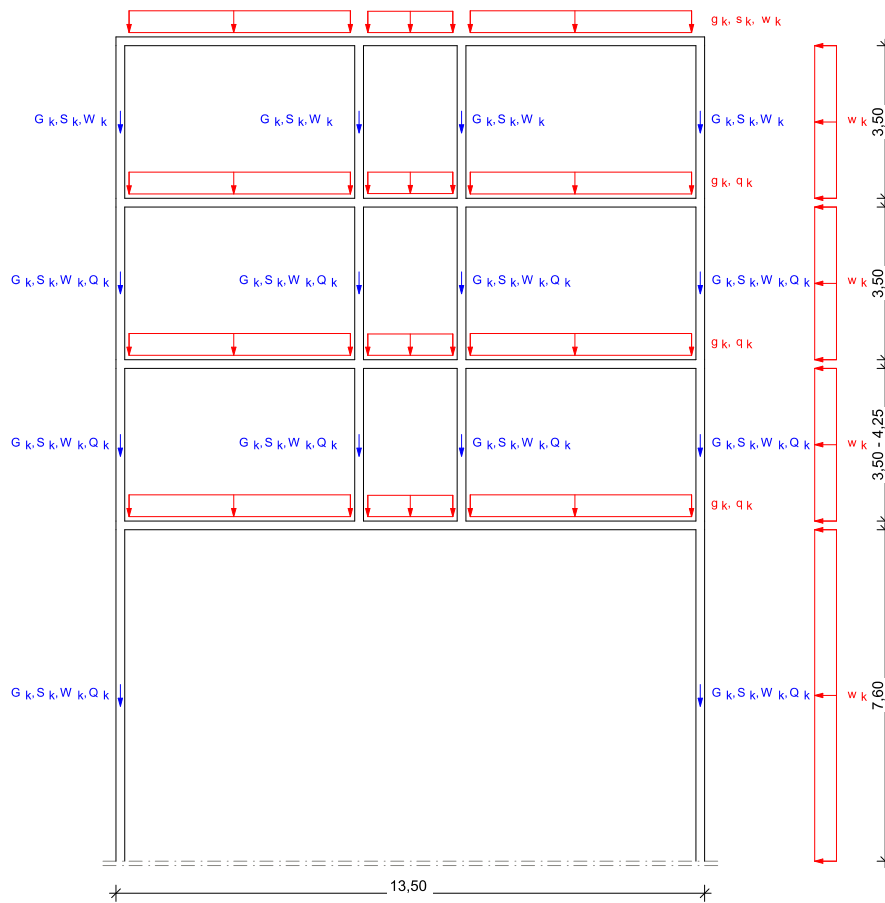 g k, s k, w k
G k,S k,W k G k,S k,W k G k,S k,W k G k,S k,W k w k 3,50
g k, q k
G k,S k,W k,Q k G k,S k,W k,Q k G k,S k,W k,Q k G k,S k,W k,Q k w k 3,50
g k, q k
G k,S k,W k,Q k G k,S k,W k,Q k G k,S k,W k,Q k G k,S k,W k,Q k w k 3,50 - 4,25
g k, q k
G k,S k,W k,Q k G k,S k,W k,Q k w k 7,60
13,50